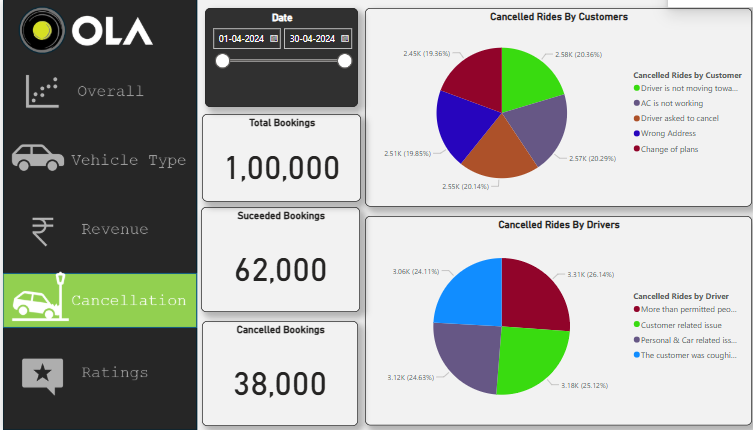 OLA
Overall
Vehicle Type
Revenue
Cancellation
Ratings
Date
01-04-2024 30-04-2024
Total Bookings
1,00,000
Suceeded Bookings
62,000
Cancelled Bookings
38,000
Cancelled Rides By Customers
2.45K (19.36%)
2.58K (20.36%)
2.51K (19.85%)
2.57K (20.29%)
2.55K (20.14%)
Cancelled Rides by Customer
Driver is not moving towa...
AC is not working
Driver asked to cancel
Wrong Address
Change of plans
Cancelled Rides By Drivers
3.06K (24.11%)
3.31K (26.14%)
3.12K (24.63%)
3.18K (25.12%)
Cancelled Rides by Driver
More than permitted peo...
Customer related issue
Personal & Car related iss...
The customer was coughi...